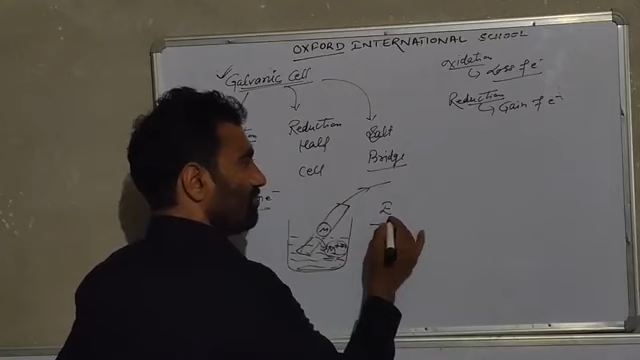 OXFORD INTERNATIONAL SCHOOL
Galvanic Cell
Oxidation
Loss of e-
Reduction
Gain of e-
Reduction
Half
Cell
Salt
Bridge
e-
M